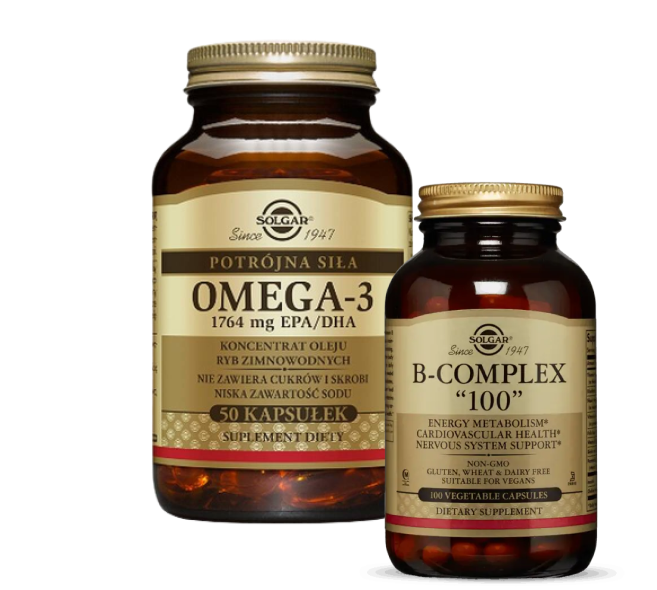 SOLGAR®
Since 1947
POTRÓJNA SIŁA
OMEGA-3
1764 mg EPA/DHA
KONCENTRAT OLEJU
RYB ZIMNOWODNYCH
NIE ZAWIERA CUKRÓW I SKROBI
NISKA ZAWARTOŚĆ SODU
50 KAPSUŁEK
SUPLEMENT DIETY
SOLGAR®
Since 1947
B-COMPLEX
“100”
ENERGY METABOLISM*
CARDIOVASCULAR HEALTH*
NERVOUS SYSTEM SUPPORT*
NON-GMO
GLUTEN, WHEAT & DAIRY FREE
SUITABLE FOR VEGANS
100 VEGETABLE CAPSULES
DIETARY SUPPLEMENT